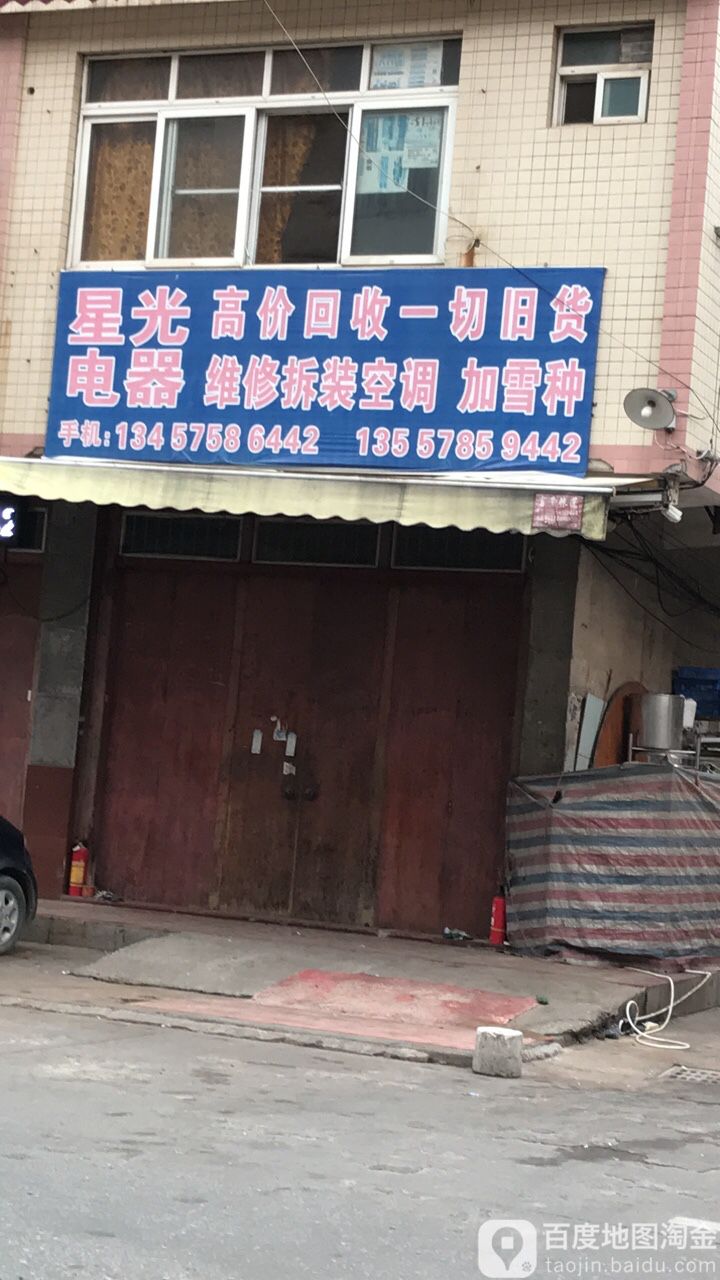 星光电器
高价回收一切旧货
维修拆装空调 加雪种
手机：134 5758 6442 135 5785 9442
百度地图淘金
taojin.baidu.com